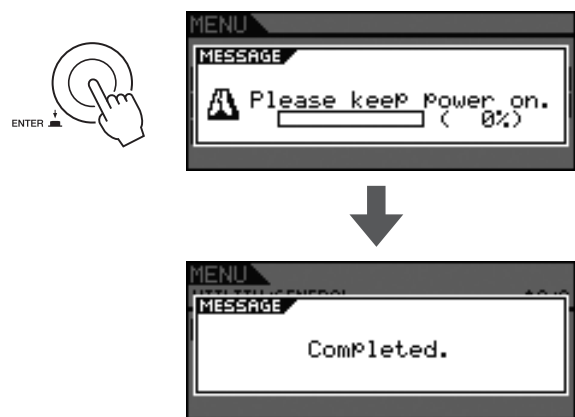 MENU
MESSAGE
Please keep power on.
( 0%)
ENTER
MENU
MESSAGE
Completed.